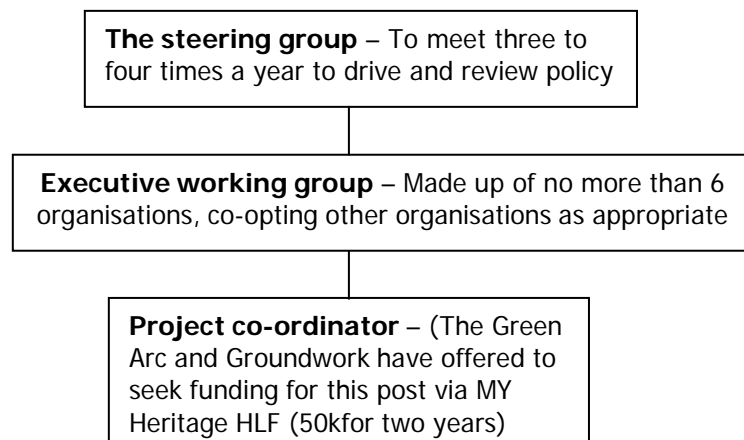 The steering group – To meet three to
four times a year to drive and review policy
Executive working group – Made up of no more than 6
organisations, co-opting other organisations as appropriate
Project co-ordinator – (The Green
Arc and Groundwork have offered to
seek funding for this post via MY
Heritage HLF (50kfor two years)